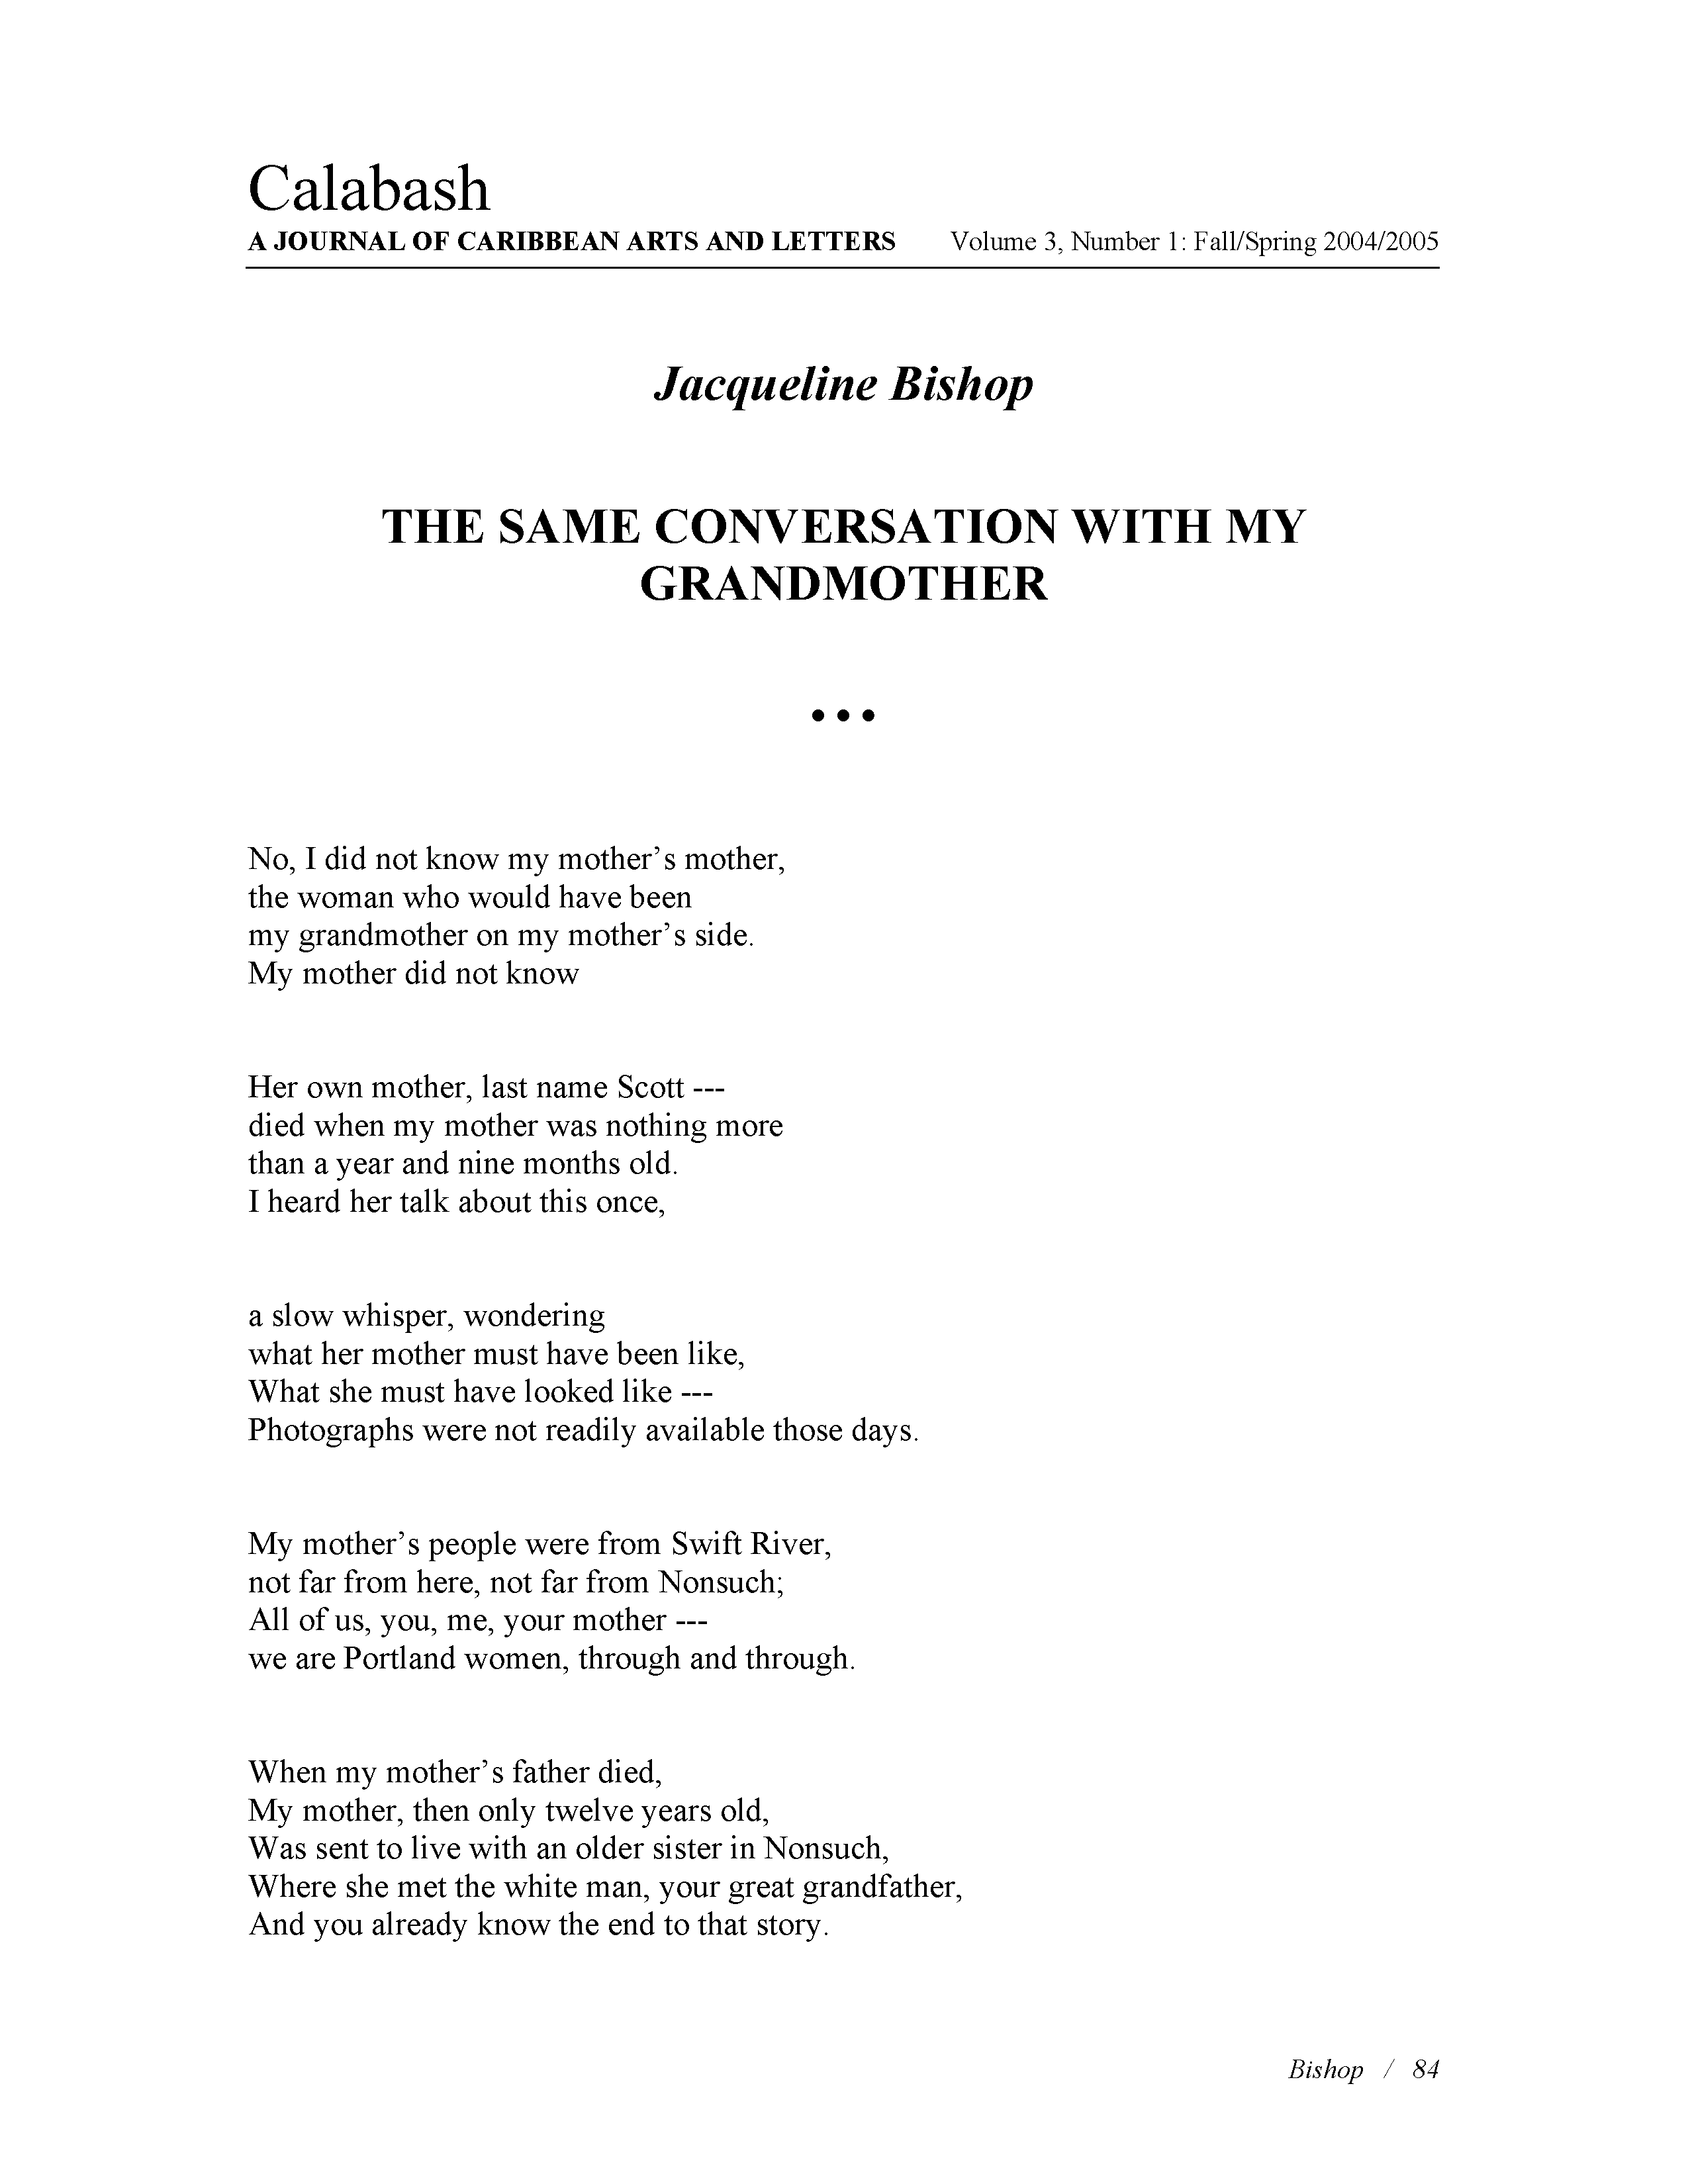 Calabash
A JOURNAL OF CARIBBEAN ARTS AND LETTERS Volume 3, Number 1: Fall/Spring 2004/2005
Jacqueline Bishop
THE SAME CONVERSATION WITH MY
GRANDMOTHER
• • •
No, I did not know my mother’s mother,
the woman who would have been
my grandmother on my mother’s side.
My mother did not know
Her own mother, last name Scott ---
died when my mother was nothing more
than a year and nine months old.
I heard her talk about this once,
a slow whisper, wondering
what her mother must have been like,
What she must have looked like ---
Photographs were not readily available those days.
My mother’s people were from Swift River,
not far from here, not far from Nonsuch;
All of us, you, me, your mother ---
we are Portland women, through and through.
When my mother’s father died,
My mother, then only twelve years old,
Was sent to live with an older sister in Nonsuch,
Where she met the white man, your great grandfather,
And you already know the end to that story.
Bishop / 84